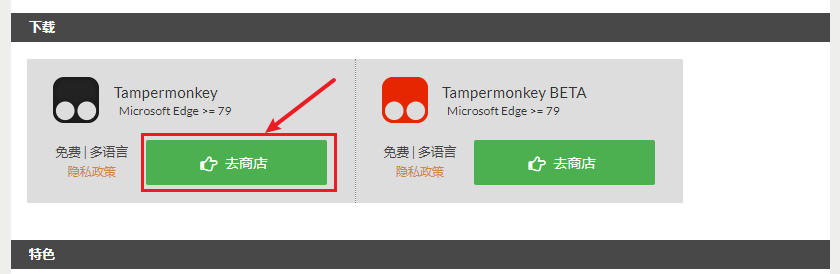 下载
Tampermonkey
Microsoft Edge >= 79
免费 | 多语言
隐私政策
去商店
Tampermonkey BETA
Microsoft Edge >= 79
免费 | 多语言
隐私政策
去商店
特色